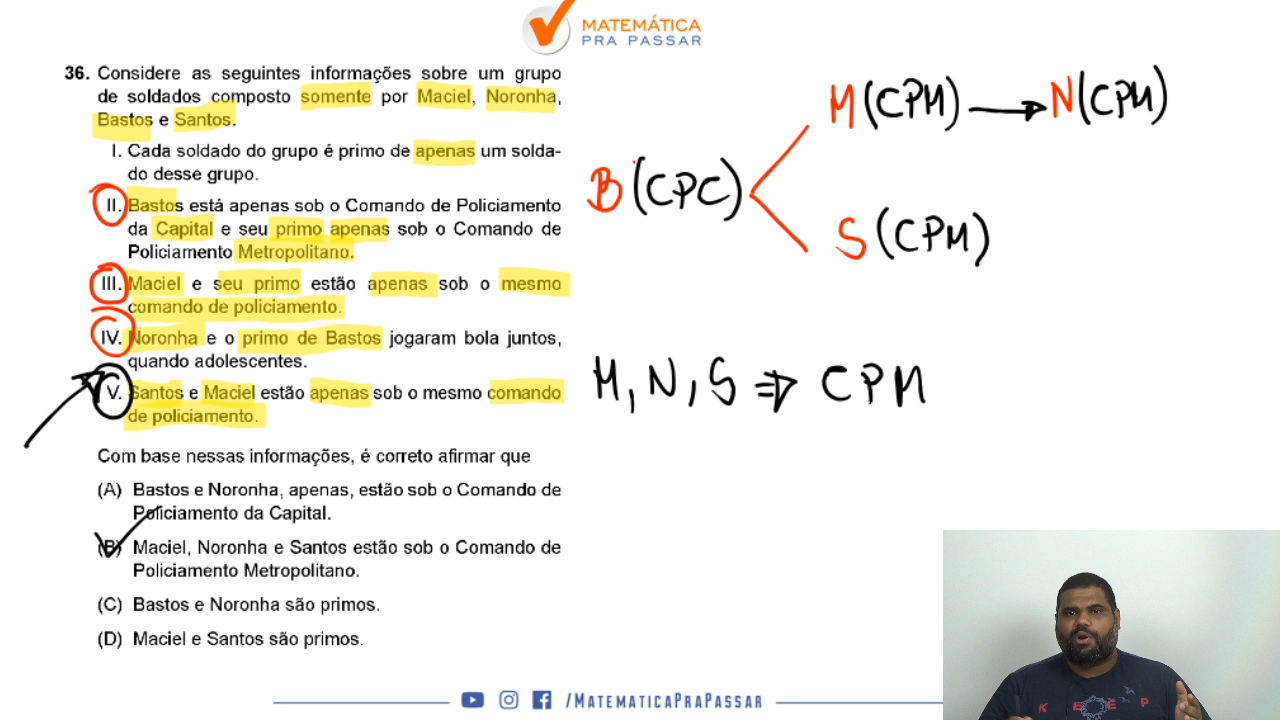 MATEMÁTICA
PRA PASSAR
36. Considere as seguintes informações sobre um grupo
de soldados composto somente por Maciel, Noronha,
Bastos e Santos.
I. Cada soldado do grupo é primo de apenas um solda-
do desse grupo.
II. Bastos está apenas sob o Comando de Policiamento
da Capital e seu primo apenas sob o Comando de
Policiamento Metropolitano.
III. Maciel e seu primo estão apenas sob o mesmo
comando de policiamento.
IV. Noronha e o primo de Bastos jogaram bola juntos,
quando adolescentes.
V. Santos e Maciel estão apenas sob o mesmo comando
de policiamento.
Com base nessas informações, é correto afirmar que
(A) Bastos e Noronha, apenas, estão sob o Comando de
Policiamento da Capital.
(B) Maciel, Noronha e Santos estão sob o Comando de
Policiamento Metropolitano.
(C) Bastos e Noronha são primos.
(D) Maciel e Santos são primos.
M (CPM) → N (CPM)
B (CPC)
S (CPM)
M, N, S ⇒ CPM
/MatematicaPraPassar